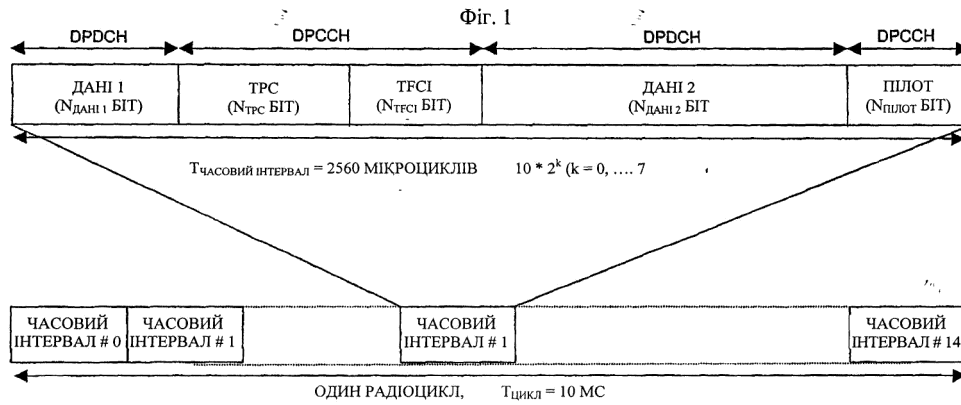 Фіг. 1
DPDCH DPCCH DPDCH DPCCH
ДАНІ 1 TPC TFCI ДАНІ 2 ПІЛОТ
(NДАНІ 1 БІТ) (NTPC БІТ) (NTFCI БІТ) (NДАНІ 2 БІТ (NПІЛОТ БІТ)
TЧАСОВИЙ ІНТЕРВАЛ = 2560 МІКРОЦИКЛІВ 10 * 2^k (k = 0, …. 7
ЧАСОВИЙ ЧАСОВИЙ ЧАСОВИЙ ЧАСОВИЙ
ІНТЕРВАЛ # 0 ІНТЕРВАЛ # 1 ІНТЕРВАЛ # 1 ІНТЕРВАЛ # 14
ОДИН РАДІОЦИКЛ, TЦИКЛ = 10 МС